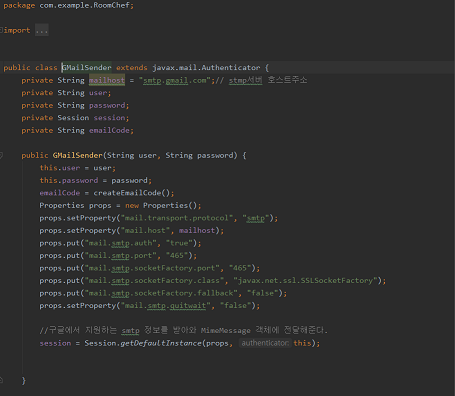 package com.example.RoomChef;
import ...
public class GMailSender extends javax.mail.Authenticator {
private String mailhost = "smtp.gmail.com";// stmp서버 호스트주소
private String user;
private String password;
private Session session;
private String emailCode;
public GMailSender(String user, String password) {
this.user = user;
this.password = password;
emailCode = createEmailCode();
Properties props = new Properties();
props.setProperty("mail.transport.protocol", "smtp");
props.setProperty("mail.host", mailhost);
props.put("mail.smtp.auth", "true");
props.put("mail.smtp.port", "465");
props.put("mail.smtp.socketFactory.port", "465");
props.put("mail.smtp.socketFactory.class", "javax.net.ssl.SSLSocketFactory");
props.put("mail.smtp.socketFactory.fallback", "false");
props.setProperty("mail.smtp.quitwait", "false");
//구글에서 지원하는 smtp 정보를 받아와 MimeMessage 객체에 전달해준다.
session = Session.getDefaultInstance(props, authenticator: this);
}